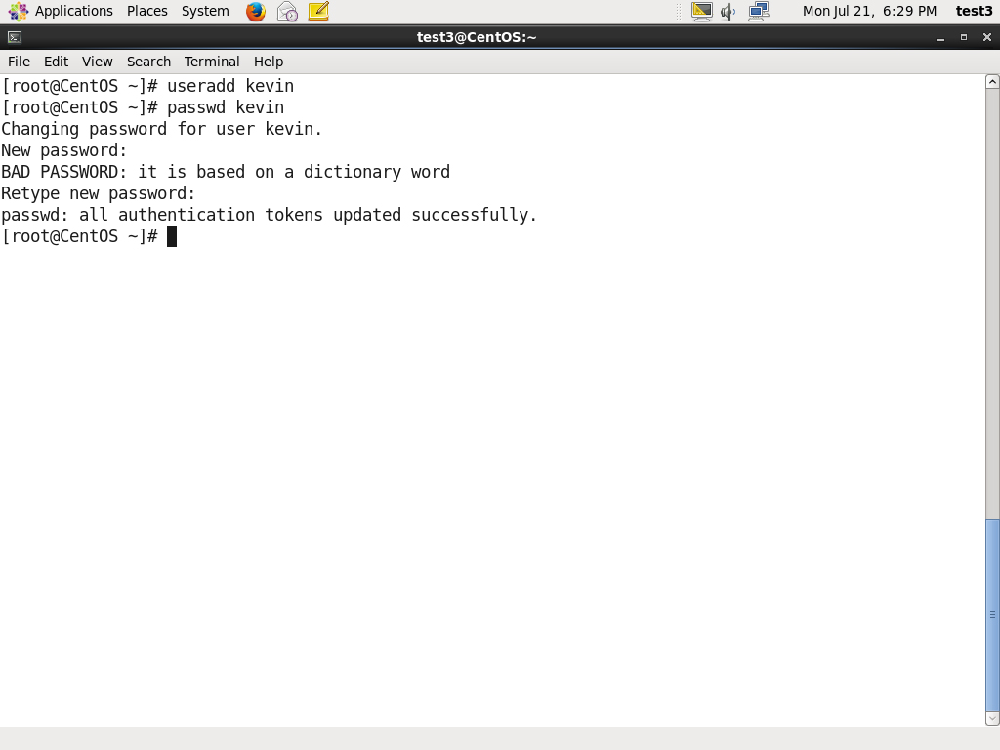 Applications Places System Mon Jul 21, 6:29 PM test3
test3@CentOS:~
File Edit View Search Terminal Help
[root@CentOS ~]# useradd kevin
[root@CentOS ~]# passwd kevin
Changing password for user kevin.
New password:
BAD PASSWORD: it is based on a dictionary word
Retype new password:
passwd: all authentication tokens updated successfully.
[root@CentOS ~]#